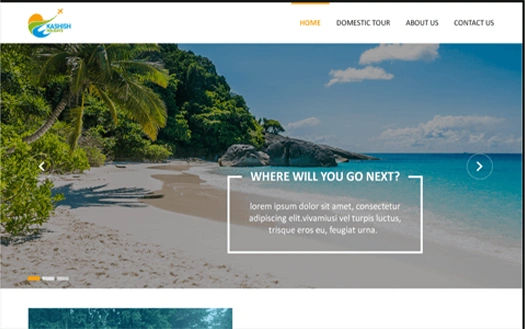 KASHISH
HOLIDAYS
HOME
DOMESTIC TOUR
ABOUT US
CONTACT US
WHERE WILL YOU GO NEXT?
lorem ipsum dolor sit amet, consectetur
adipiscing elit.vivamiusi vel turpis luctus,
trisque eros eu, feugiat urna.